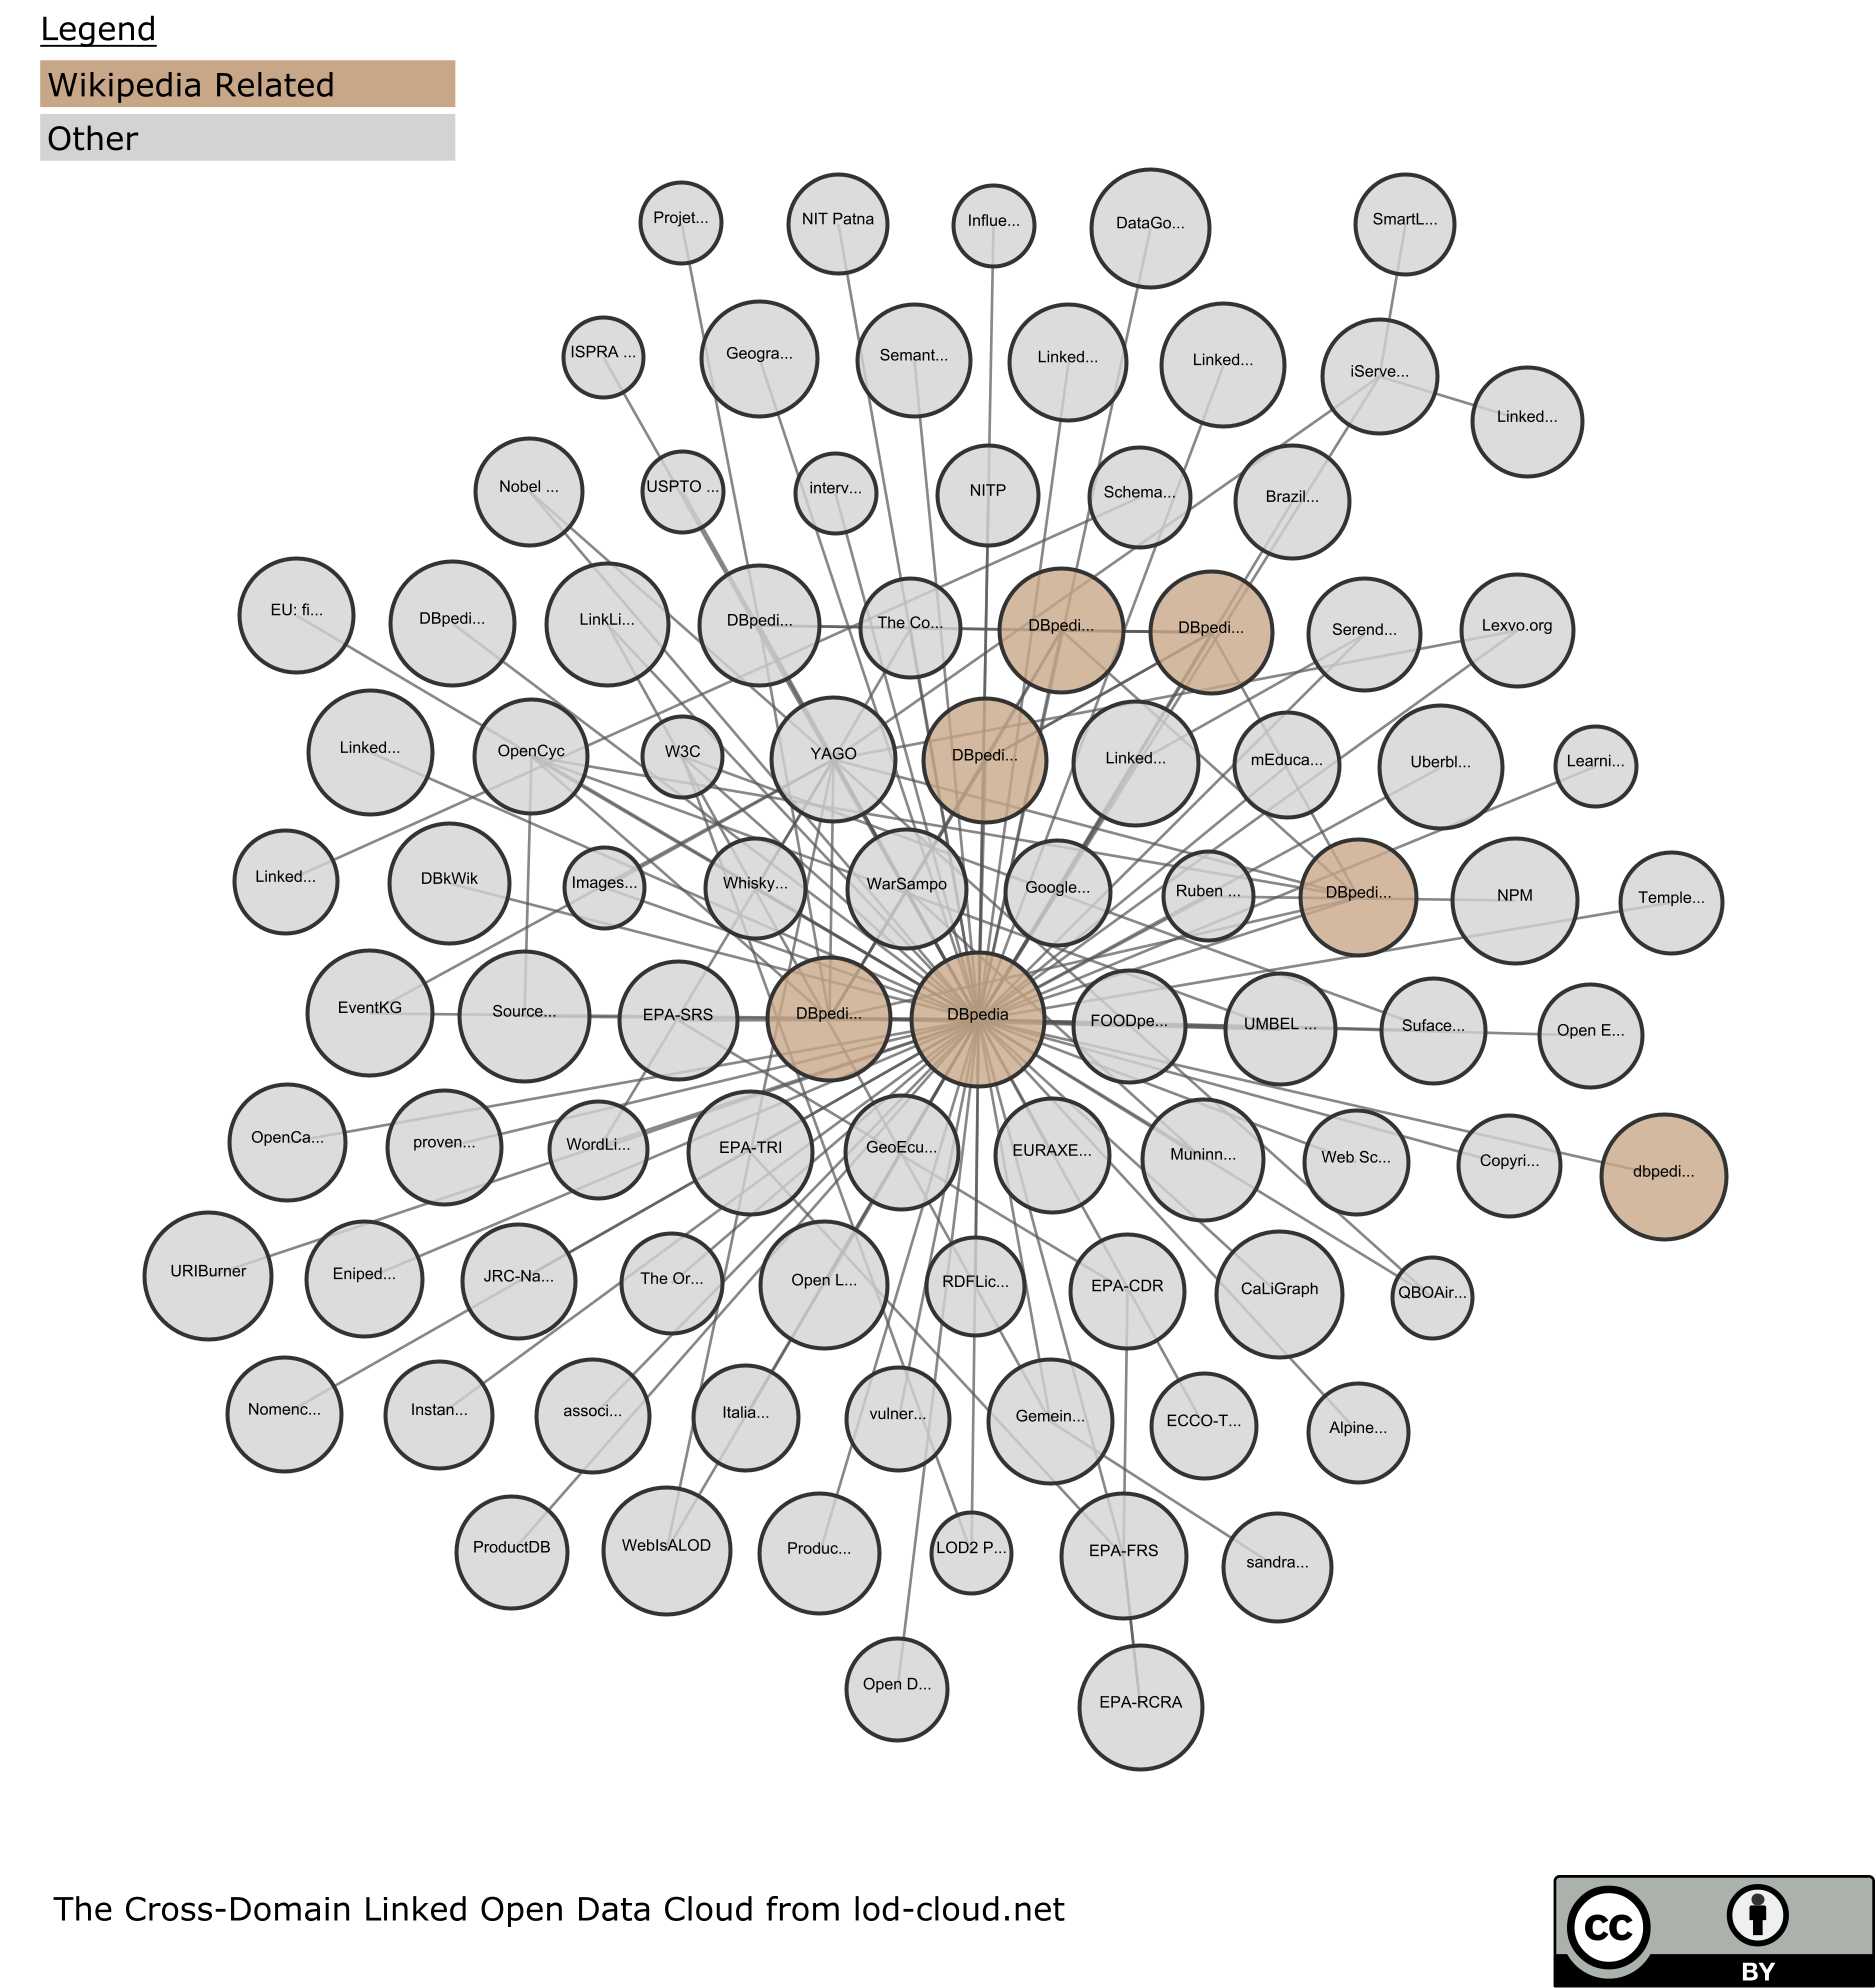 Legend
Wikipedia Related
Other
Projet...
NIT Patna
Influe...
DataGo...
SmartL...
ISPRA ...
Geogra...
Semant...
Linked...
Linked...
iServe...
Linked...
Nobel ...
USPTO ...
interv...
NITP
Schema...
Brazil...
EU: fi...
DBpedi...
LinkLi...
DBpedi...
The Co...
DBpedi...
DBpedi...
Serend...
Lexvo.org
Linked...
OpenCyc
W3C
YAGO
DBpedi...
Linked...
mEduca...
Uberbl...
Learni...
Linked...
DBkWik
Images...
Whisky...
WarSampo
Google...
Ruben ...
DBpedi...
NPM
Temple...
EventKG
Source...
EPA-SRS
DBpedi...
DBpedia
FOODpe...
UMBEL ...
Suface...
Open E...
OpenCa...
proven...
WordLi...
EPA-TRI
GeoEcu...
EURAXE...
Muninn...
Web Sc...
Copyri...
dbpedi...
URIBurner
Eniped...
JRC-Na...
The Or...
Open L...
RDFLic...
EPA-CDR
CaLiGraph
QBOAir...
Nomenc...
Instan...
associ...
Italia...
vulner...
Gemein...
ECCO-T...
Alpine...
ProductDB
WebIsALOD
Produc...
LOD2 P...
EPA-FRS
sandra...
Open D...
EPA-RCRA
The Cross-Domain Linked Open Data Cloud from lod-cloud.net
cc
BY